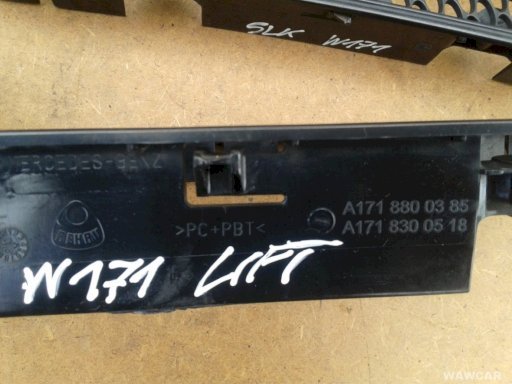 SLK W171
MERCEDES-BENZ
>PC+PBT<
A171 880 03 85
A171 830 05 18
W171 LIFT
WAWCAR